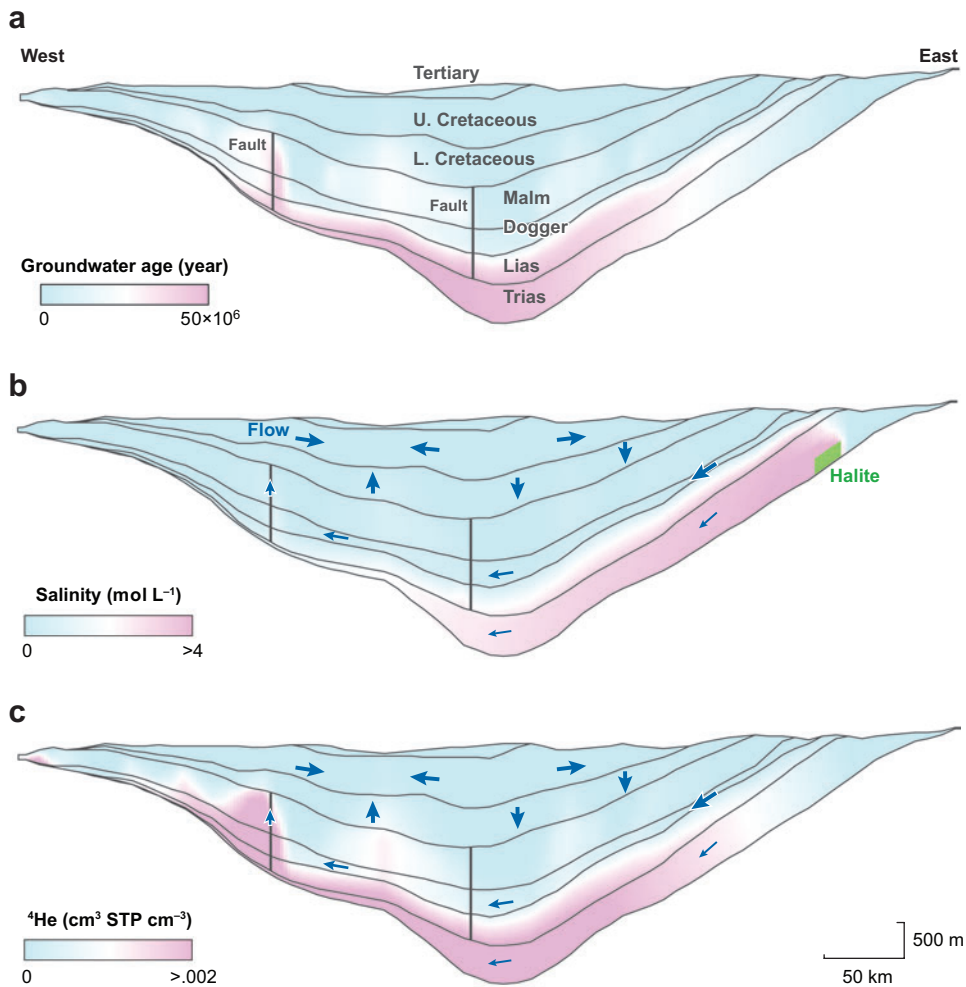 a
West
East
Tertiary
U. Cretaceous
L. Cretaceous
Fault
Fault
Malm
Dogger
Lias
Trias
Groundwater age (year)
0
50×10⁶
b
Flow
Halite
Salinity (mol L⁻¹)
0
>4
c
⁴He (cm³ STP cm⁻³)
0
>.002
500 m
50 km